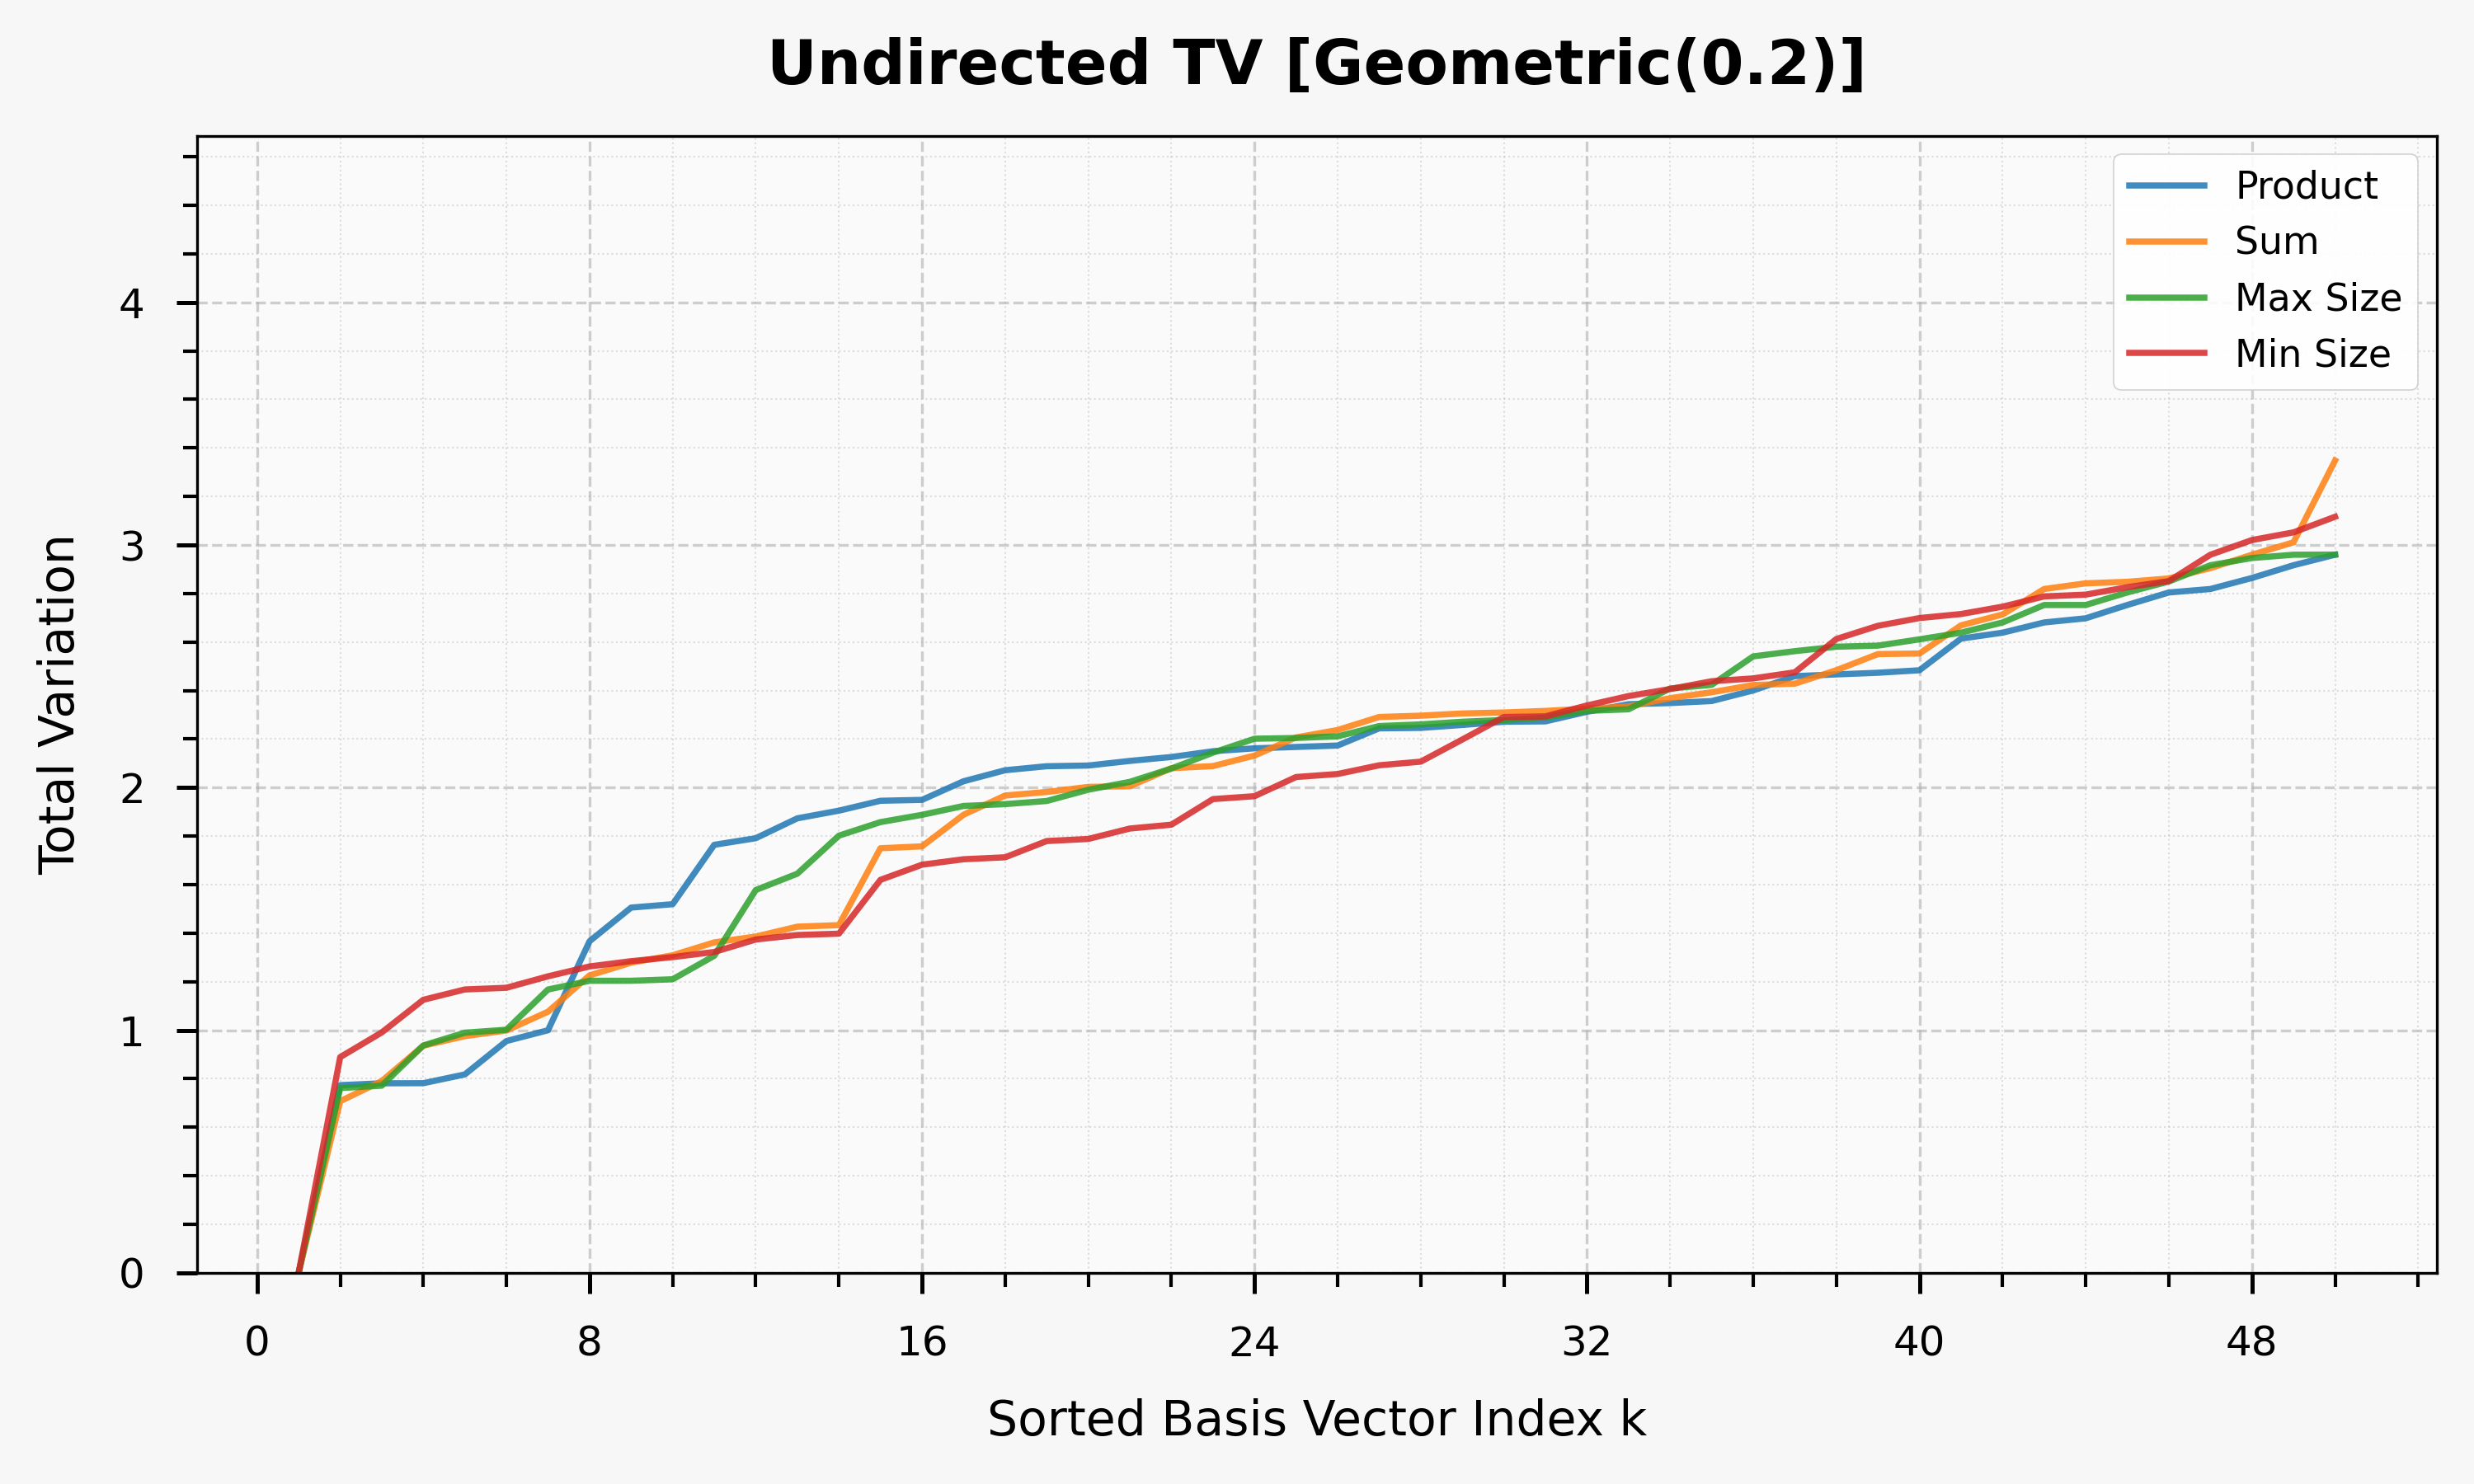 Undirected TV [Geometric(0.2)]
Product
Sum
Max Size
Min Size
Total Variation
4
3
2
1
0
0 8 16 24 32 40 48
Sorted Basis Vector Index k